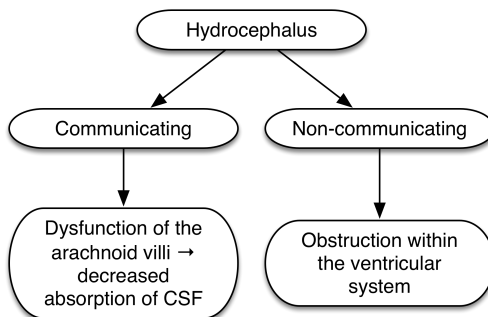 Hydrocephalus
Communicating
Non-communicating
Dysfunction of the
arachnoid villi →
decreased
absorption of CSF
Obstruction within
the ventricular
system